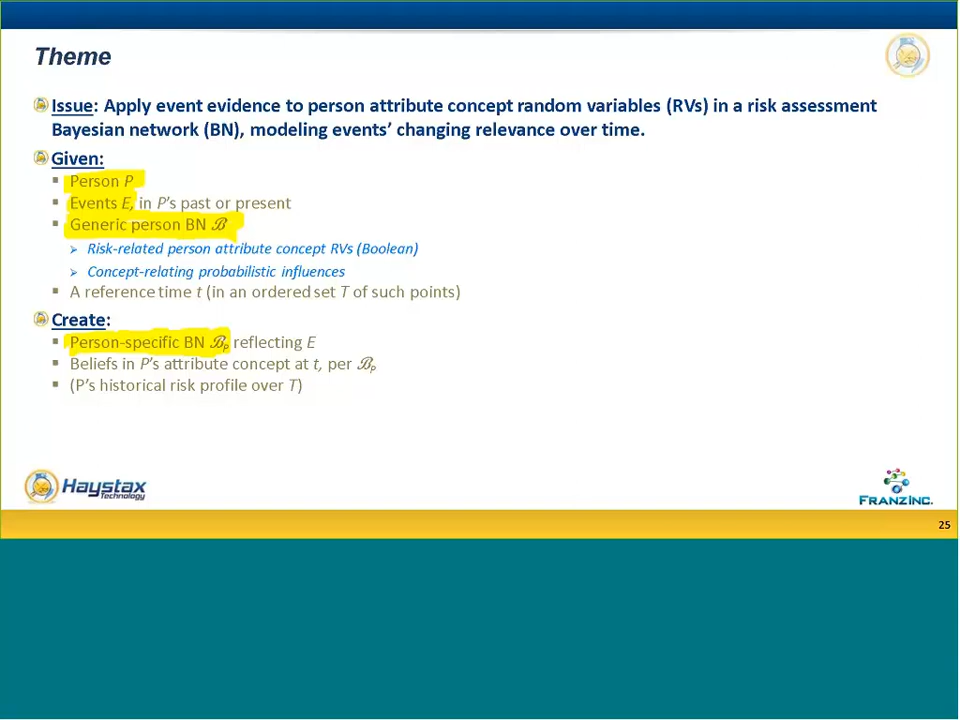 Theme
Issue: Apply event evidence to person attribute concept random variables (RVs) in a risk assessment
Bayesian network (BN), modeling events' changing relevance over time.
Given:
Person P
Events E, in P's past or present
Generic person BN ℬ
Risk-related person attribute concept RVs (Boolean)
Concept-relating probabilistic influences
A reference time t (in an ordered set T of such points)
Create:
Person-specific BN ℬₚ reflecting E
Beliefs in P's attribute concept at t, per ℬₚ
(P's historical risk profile over T)
Haystax
Technology
FRANZ INC.
25